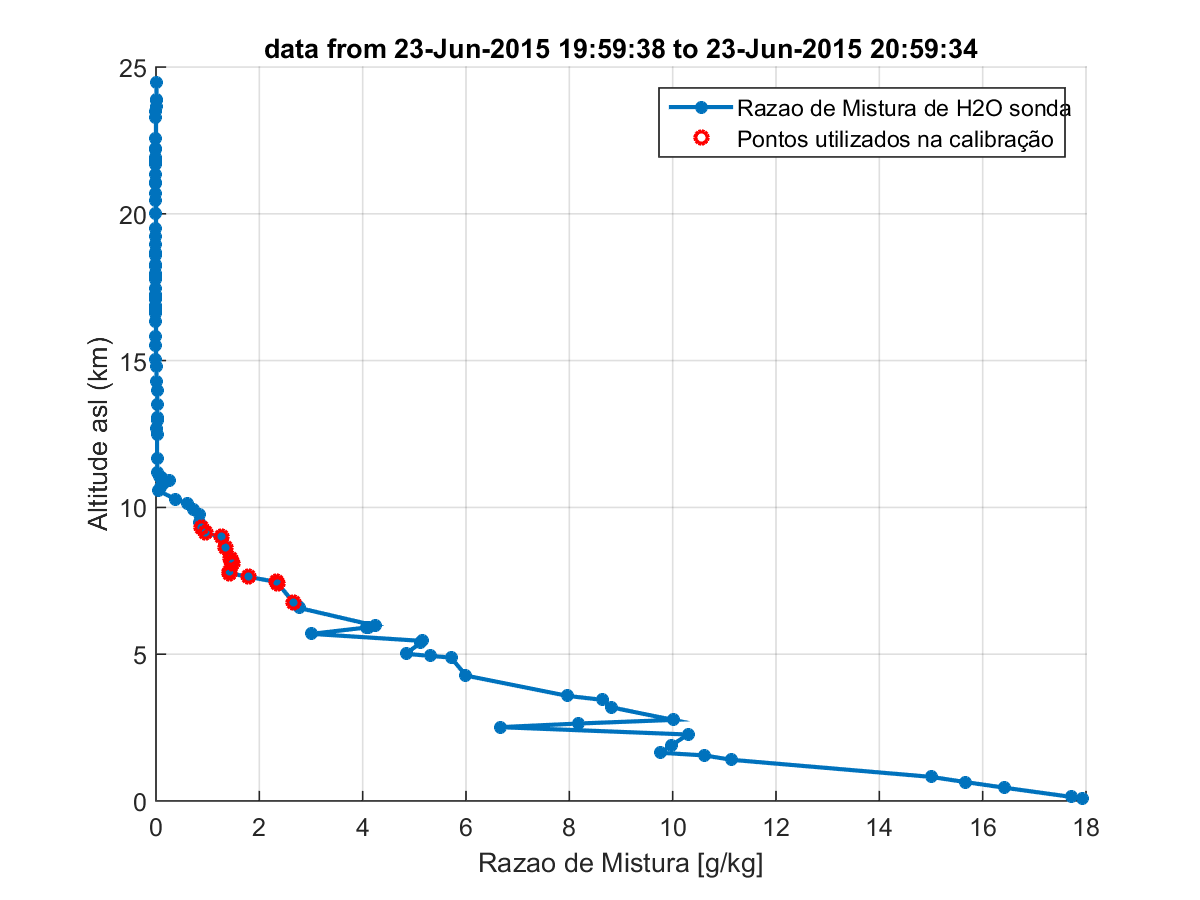 data from 23-Jun-2015 19:59:38 to 23-Jun-2015 20:59:34
25
20
15
10
5
0
Altitude asl (km)
Razao de Mistura de H2O sonda
Pontos utilizados na calibração
0 2 4 6 8 10 12 14 16 18
Razao de Mistura [g/kg]